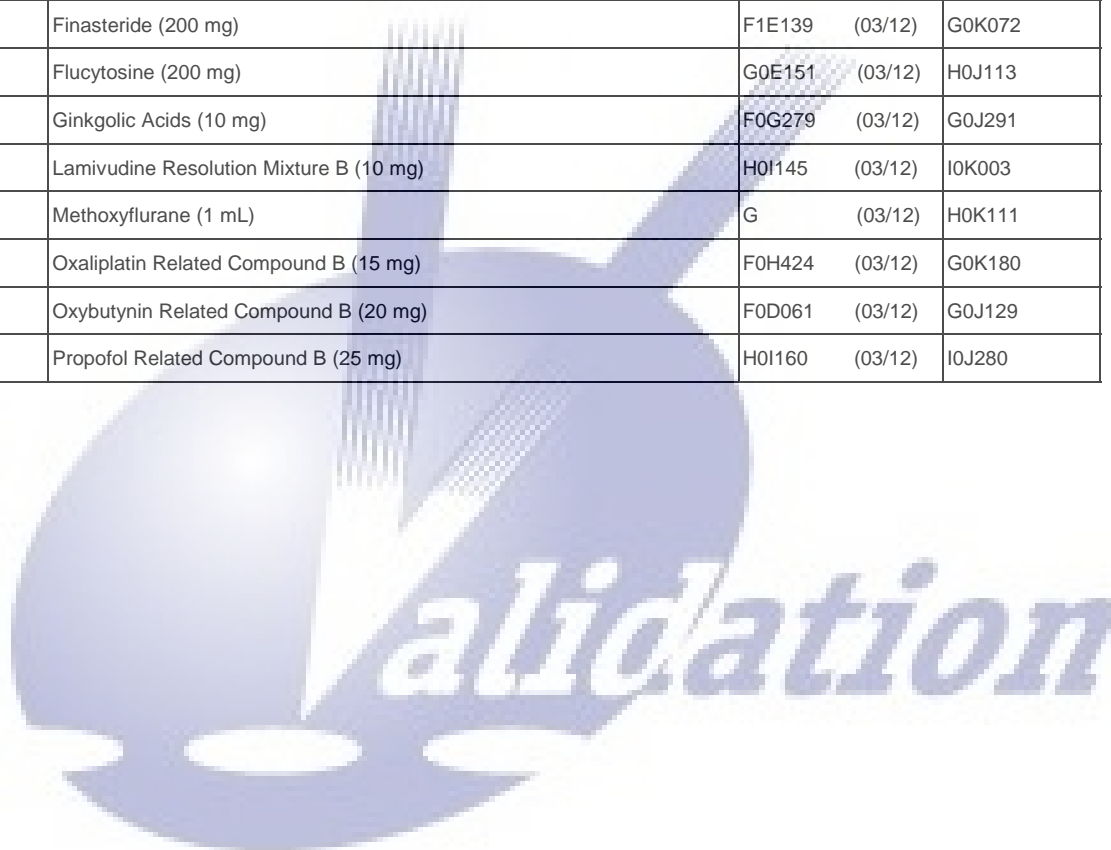 Finasteride (200 mg) F1E139 (03/12) G0K072
Flucytosine (200 mg) G0E151 (03/12) H0J113
Ginkgolic Acids (10 mg) F0G279 (03/12) G0J291
Lamivudine Resolution Mixture B (10 mg) H0I145 (03/12) I0K003
Methoxyflurane (1 mL) G (03/12) H0K111
Oxaliplatin Related Compound B (15 mg) F0H424 (03/12) G0K180
Oxybutynin Related Compound B (20 mg) F0D061 (03/12) G0J129
Propofol Related Compound B (25 mg) H0I160 (03/12) I0J280
Validation